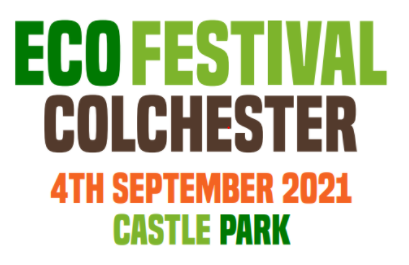 ECO FESTIVAL
COLCHESTER
4TH SEPTEMBER 2021
CASTLE PARK